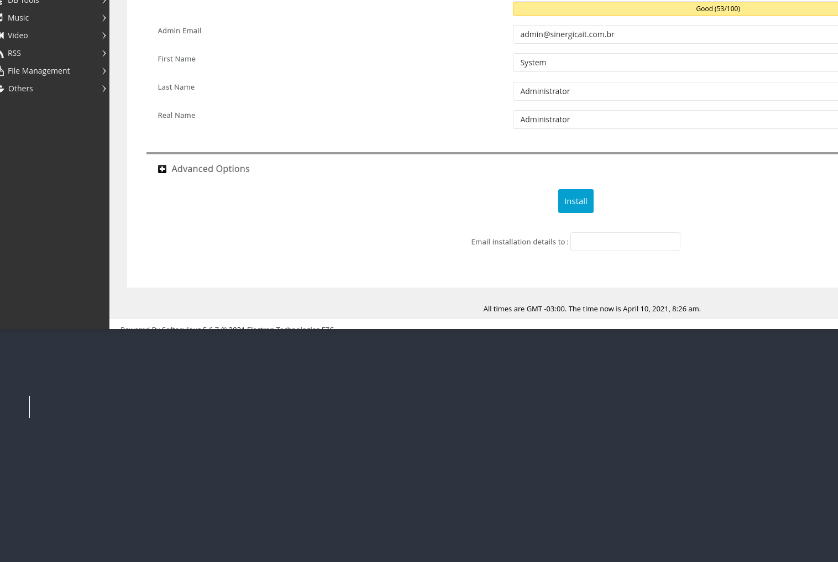 DB Tools
Good (53/100)
Music
Admin Email
admin@sinergicait.com.br
Video
RSS
First Name
System
File Management
Others
Last Name
Administrator
Real Name
Administrator
Advanced Options
Install
Email installation details to :
All times are GMT -03:00. The time now is April 10, 2021, 8:26 am.